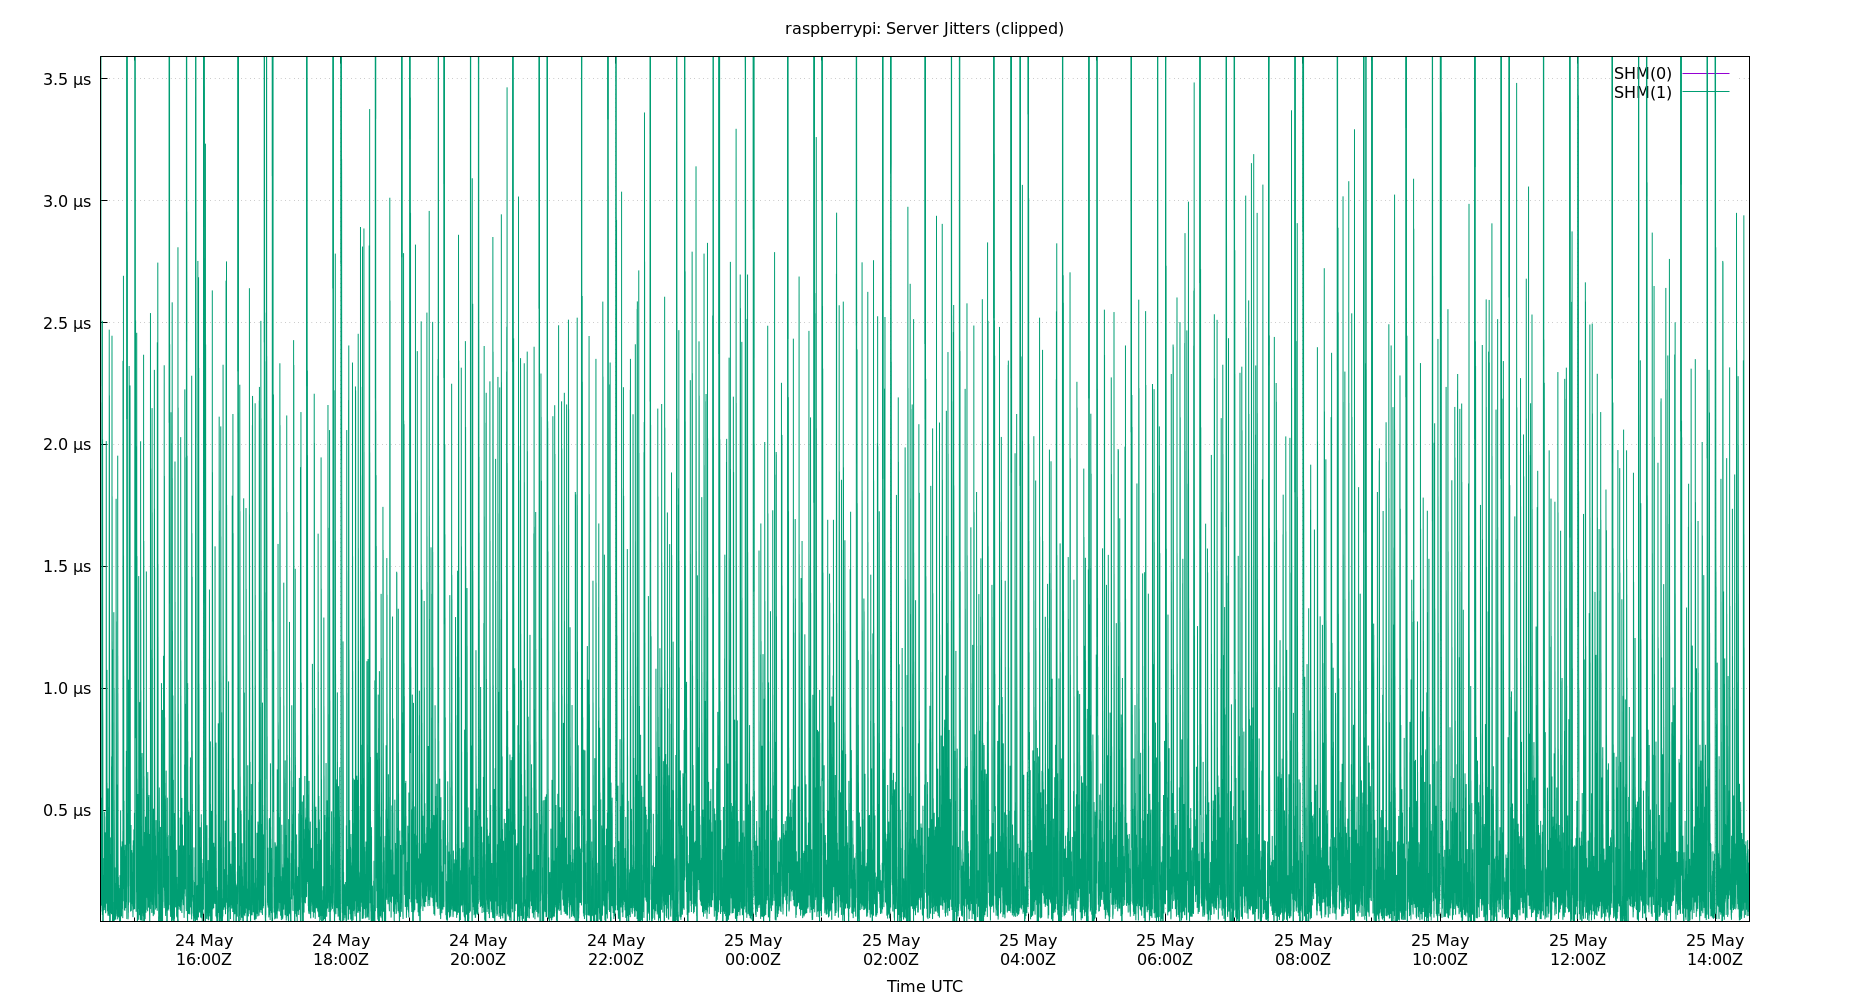 raspberrypi: Server Jitters (clipped)
SHM(0)
SHM(1)
3.5 µs
3.0 µs
2.5 µs
2.0 µs
1.5 µs
1.0 µs
0.5 µs
24 May 24 May 24 May 24 May 25 May 25 May 25 May 25 May 25 May 25 May 25 May 25 May
16:00Z 18:00Z 20:00Z 22:00Z 00:00Z 02:00Z 04:00Z 06:00Z 08:00Z 10:00Z 12:00Z 14:00Z
Time UTC